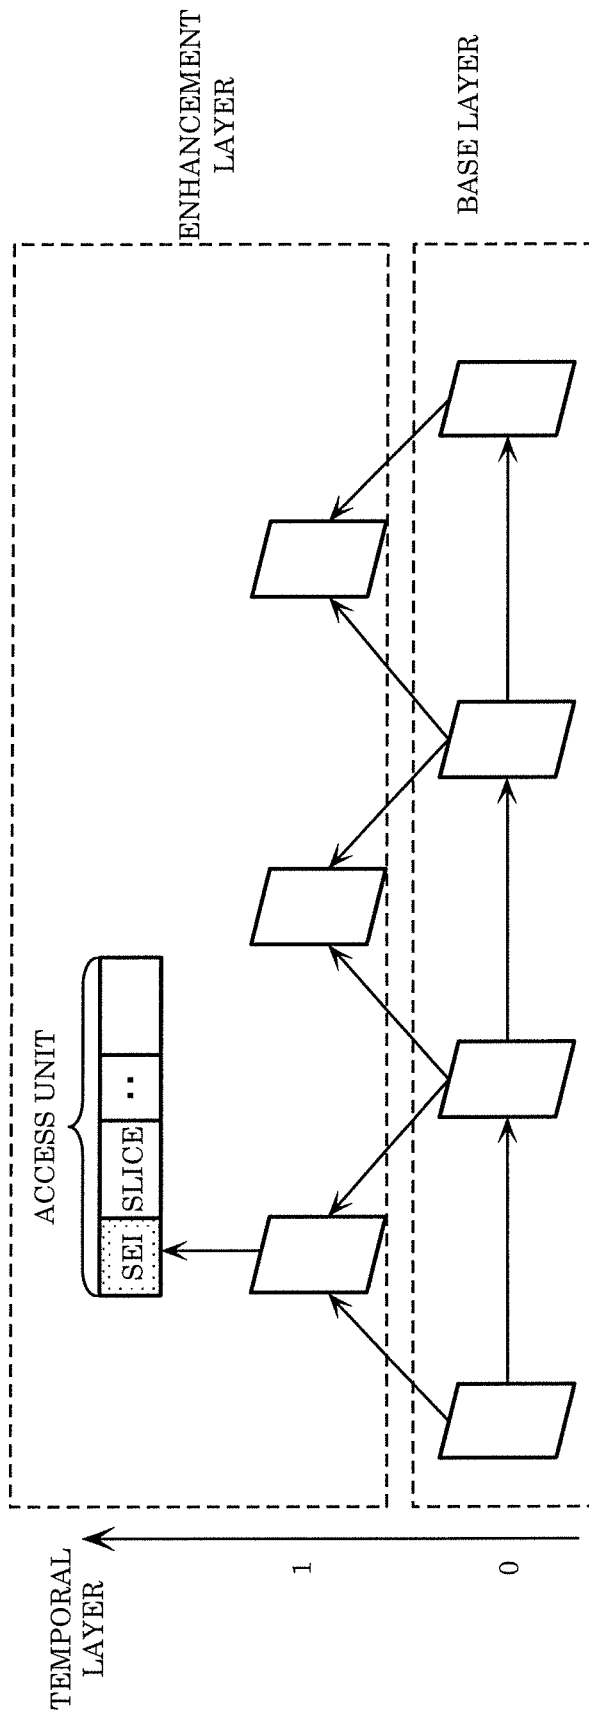 TEMPORAL
LAYER
1
0
ACCESS UNIT
SEI
SLICE
..
ENHANCEMENT
LAYER
BASE LAYER